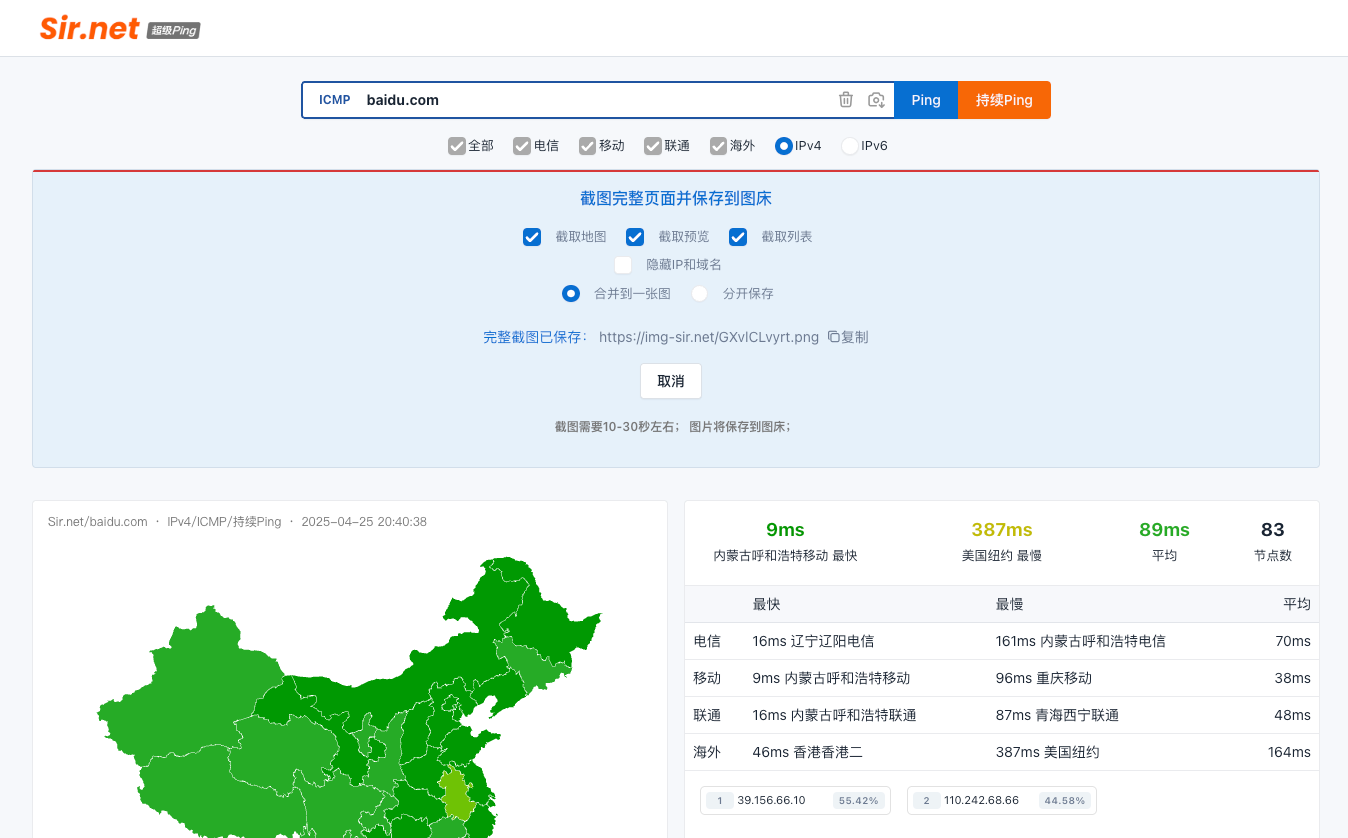 Sir.net 超级Ping
ICMP baidu.com Ping 持续Ping
全部 电信 移动 联通 海外 IPv4 IPv6
截图完整页面并保存到图床
截取地图 截取预览 截取列表
隐藏IP和域名
合并到一张图 分开保存
完整截图已保存： https://img-sir.net/GXvlCLvyrt.png 复制
取消
截图需要10-30秒左右； 图片将保存到图床；
Sir.net/baidu.com · IPv4/ICMP/持续Ping · 2025-04-25 20:40:38
9ms 387ms 89ms 83
内蒙古呼和浩特移动 最快 美国纽约 最慢 平均 节点数
最快 最慢 平均
电信 16ms 辽宁辽阳电信 161ms 内蒙古呼和浩特电信 70ms
移动 9ms 内蒙古呼和浩特移动 96ms 重庆移动 38ms
联通 16ms 内蒙古呼和浩特联通 87ms 青海西宁联通 48ms
海外 46ms 香港香港二 387ms 美国纽约 164ms
1 39.156.66.10 55.42% 2 110.242.68.66 44.58%